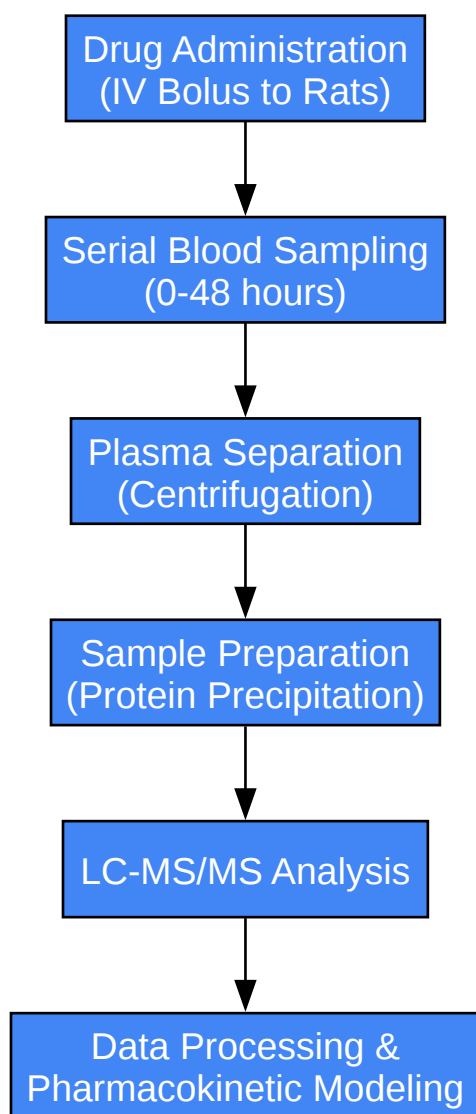 Drug Administration
(IV Bolus to Rats)
Serial Blood Sampling
(0-48 hours)
Plasma Separation
(Centrifugation)
Sample Preparation
(Protein Precipitation)
LC-MS/MS Analysis
Data Processing &
Pharmacokinetic Modeling